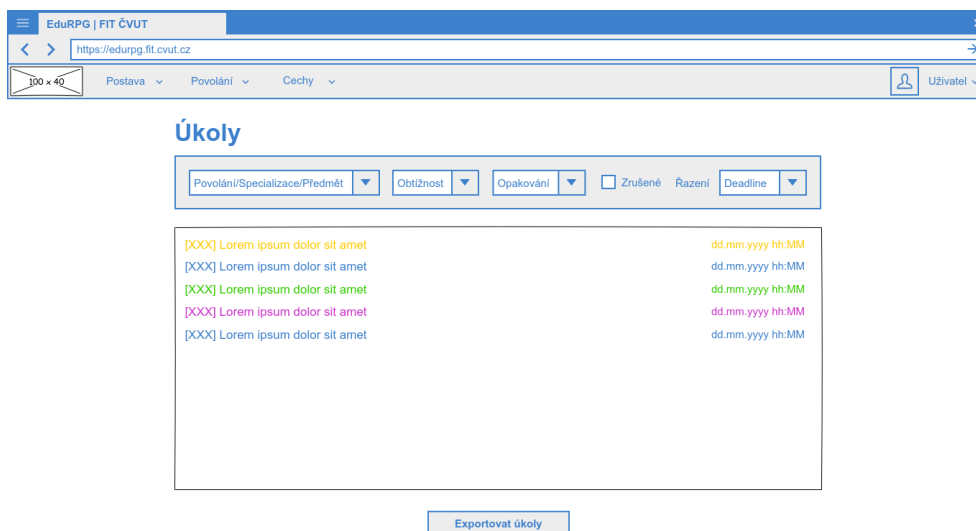 EduRPG | FIT ČVUT
https://edurpg.fit.cvut.cz
100 × 40 Postava Povolání Cechy Uživatel
Úkoly
Povolání/Specializace/Předmět Obtížnost Opakování Zrušené Řazení Deadline
[XXX] Lorem ipsum dolor sit amet dd.mm.yyyy hh:MM
[XXX] Lorem ipsum dolor sit amet dd.mm.yyyy hh:MM
[XXX] Lorem ipsum dolor sit amet dd.mm.yyyy hh:MM
[XXX] Lorem ipsum dolor sit amet dd.mm.yyyy hh:MM
[XXX] Lorem ipsum dolor sit amet dd.mm.yyyy hh:MM
Exportovat úkoly